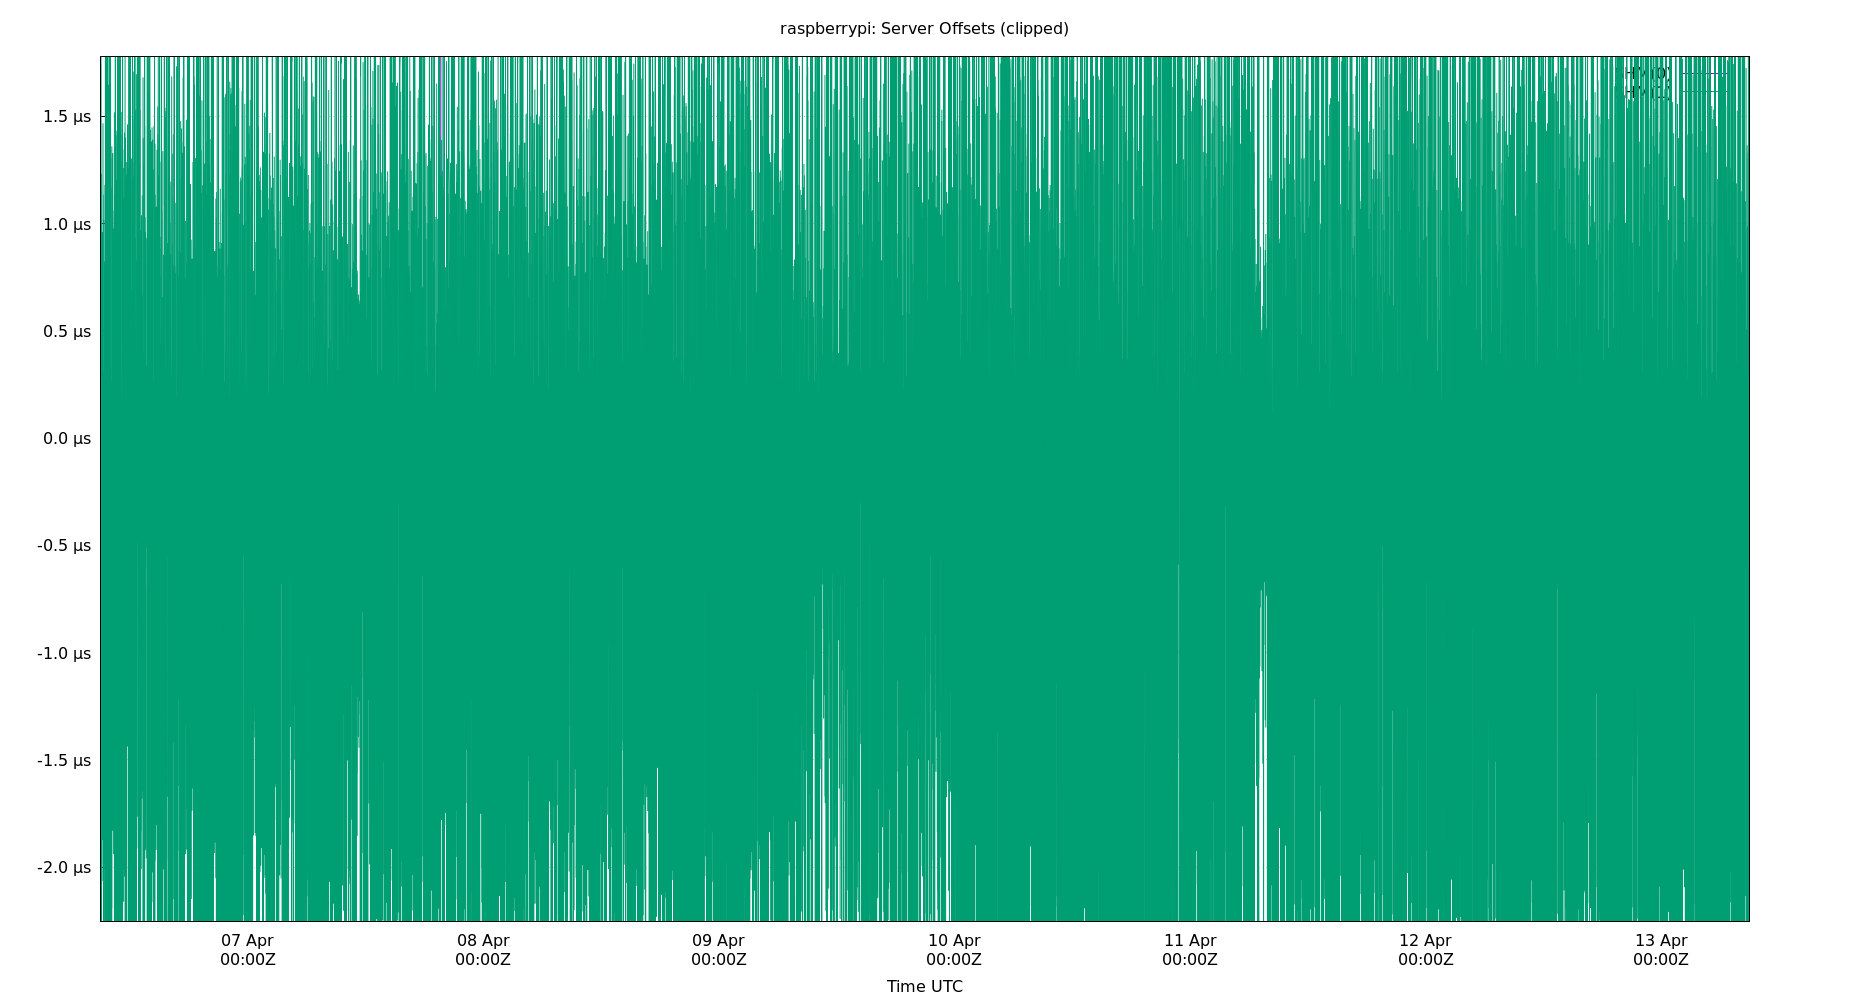 raspberrypi: Server Offsets (clipped)
1.5 µs
1.0 µs
0.5 µs
0.0 µs
-0.5 µs
-1.0 µs
-1.5 µs
-2.0 µs
07 Apr
00:00Z
08 Apr
00:00Z
09 Apr
00:00Z
10 Apr
00:00Z
11 Apr
00:00Z
12 Apr
00:00Z
13 Apr
00:00Z
Time UTC